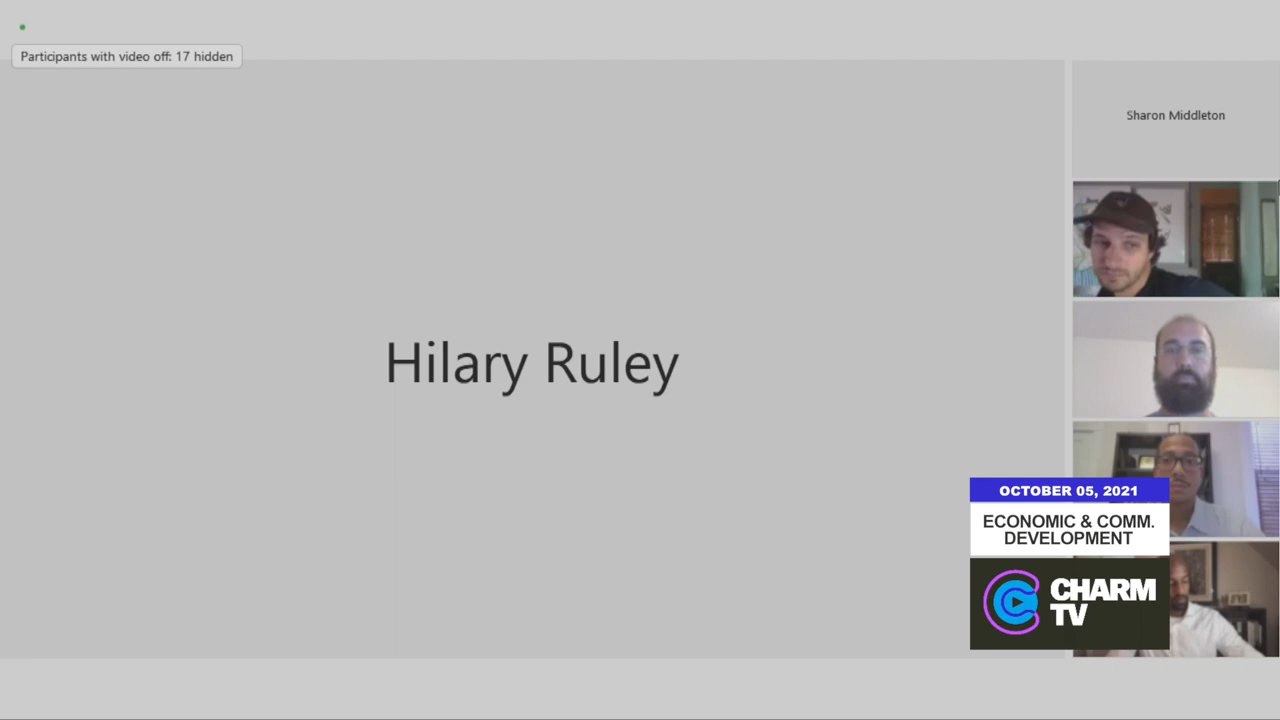 Participants with video off: 17 hidden
Sharon Middleton
Hilary Ruley
OCTOBER 05, 2021
ECONOMIC & COMM.
DEVELOPMENT
CHARM
TV